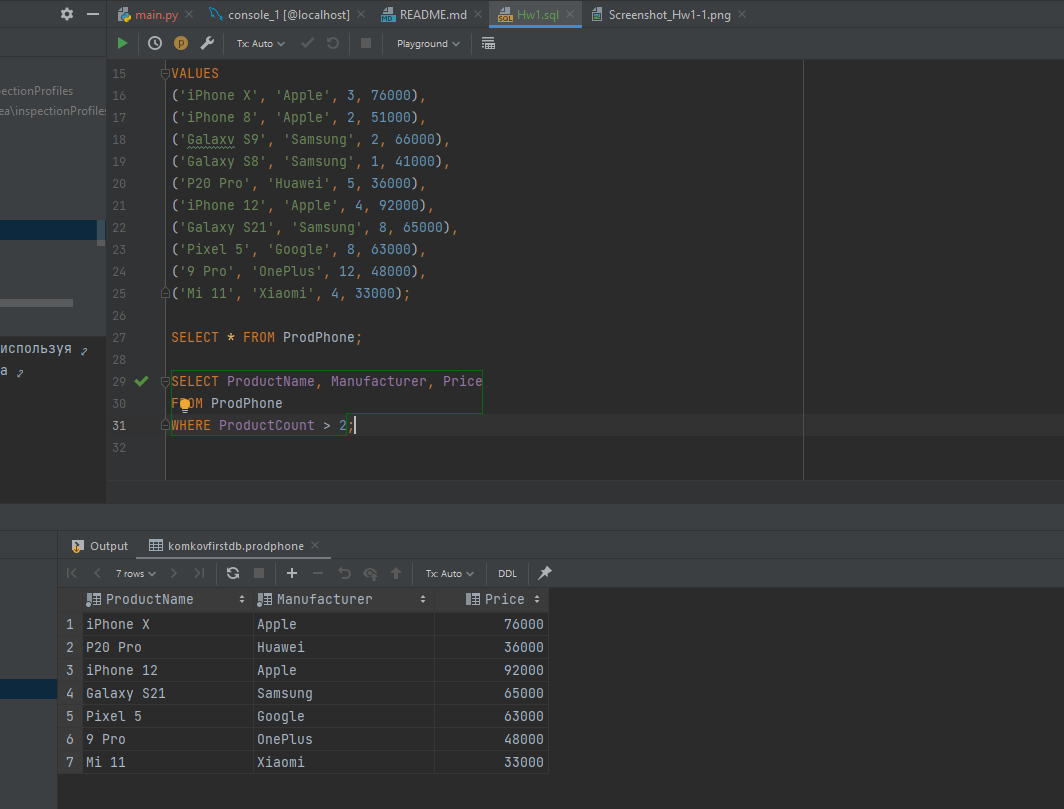 main.py
console_1 [@localhost]
README.md
Hw1.sql
Screenshot_Hw1-1.png
Tx: Auto
Playground
ectionProfiles
ea\inspectionProfiles
используя
а
15 VALUES
16 ('iPhone X', 'Apple', 3, 76000),
17 ('iPhone 8', 'Apple', 2, 51000),
18 ('Galaxv S9', 'Samsung', 2, 66000),
19 ('Galaxy S8', 'Samsung', 1, 41000),
20 ('P20 Pro', 'Huawei', 5, 36000),
21 ('iPhone 12', 'Apple', 4, 92000),
22 ('Galaxy S21', 'Samsung', 8, 65000),
23 ('Pixel 5', 'Google', 8, 63000),
24 ('9 Pro', 'OnePlus', 12, 48000),
25 ('Mi 11', 'Xiaomi', 4, 33000);
26
27 SELECT * FROM ProdPhone;
28
29 SELECT ProductName, Manufacturer, Price
30 FROM ProdPhone
31 WHERE ProductCount > 2;
32
Output
komkovfirstdb.prodphone
7 rows
Tx: Auto
DDL
ProductName Manufacturer Price
1 iPhone X Apple 76000
2 P20 Pro Huawei 36000
3 iPhone 12 Apple 92000
4 Galaxy S21 Samsung 65000
5 Pixel 5 Google 63000
6 9 Pro OnePlus 48000
7 Mi 11 Xiaomi 33000